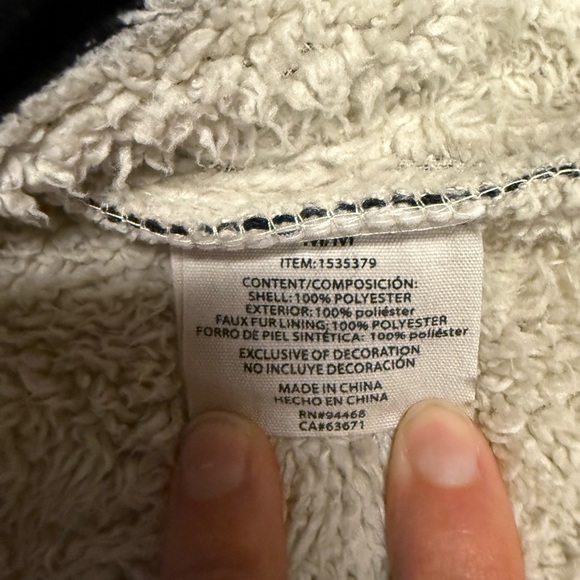 M/M
ITEM:1535379
CONTENT/COMPOSICIÓN:
SHELL:100% POLYESTER
EXTERIOR:100% poliéster
FAUX FUR LINING:100% POLYESTER
FORRO DE PIEL SINTÉTICA: 100% poliéster
EXCLUSIVE OF DECORATION
NO INCLUYE DECORACIÓN
MADE IN CHINA
HECHO EN CHINA
RN#94468
CA#63671